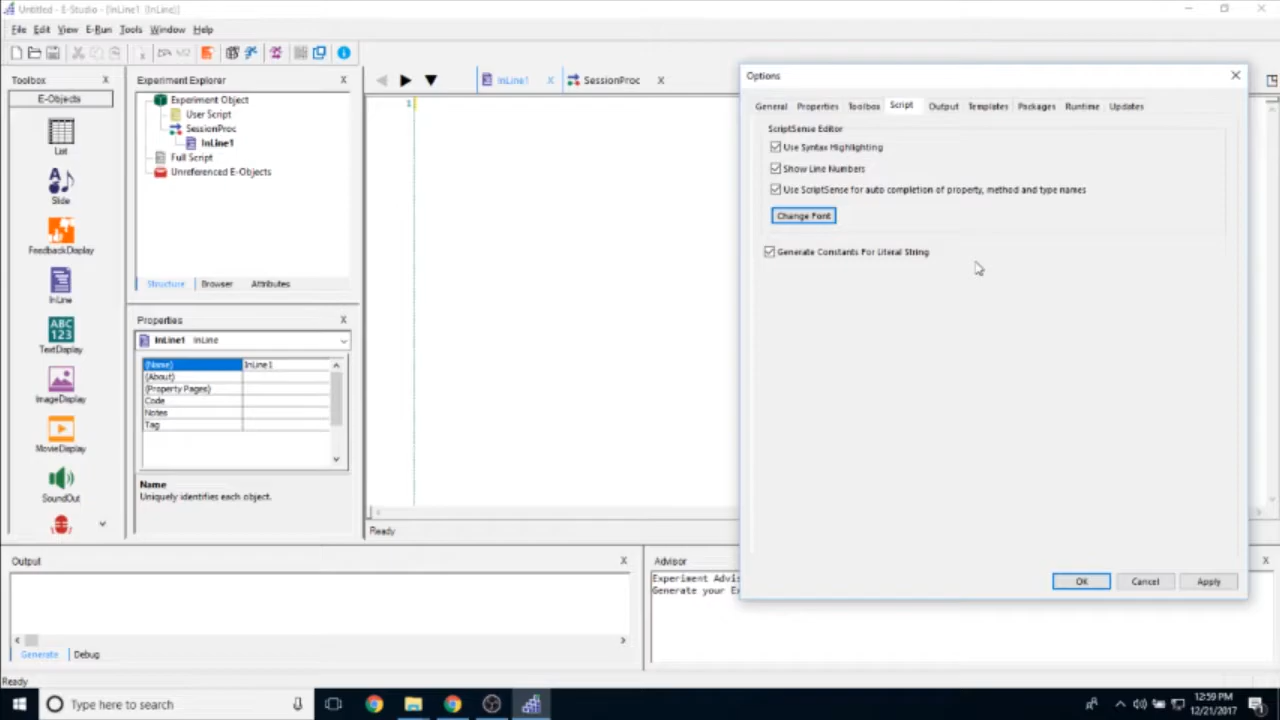 Untitled - E-Studio - [InLine1 (InLine)]
File Edit View E-Run Tools Window Help
Toolbox
E-Objects
List
Slide
FeedbackDisplay
InLine
ABC
123
TextDisplay
ImageDisplay
MovieDisplay
SoundOut
Experiment Explorer
Experiment Object
User Script
SessionProc
InLine1
Full Script
Unreferenced E-Objects
Structure Browser Attributes
Properties
InLine1 InLine
(Name) InLine1
(About)
(Property Pages)
Code
Notes
Tag
Name
Uniquely identifies each object.
InLine1 SessionProc
1
Ready
Options
General Properties Toolbox Script Output Templates Packages Runtime Updates
ScriptSense Editor
Use Syntax Highlighting
Show Line Numbers
Use ScriptSense for auto completion of property, method and type names
Change Font
Generate Constants For Literal String
OK Cancel Apply
Output
Generate Debug
Advisor
Experiment Advis
Generate your E
Ready
Type here to search
12:59 PM
12/21/2017